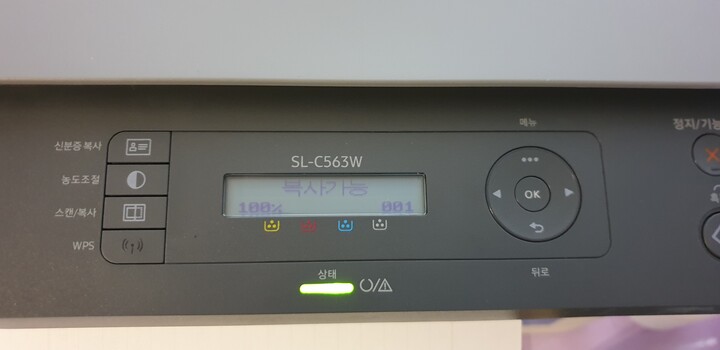 메뉴
정지/기능
신분증 복사
SL-C563W
농도조절
복사가능
OK
스캔/복사
100%
001
WPS
상태
뒤로